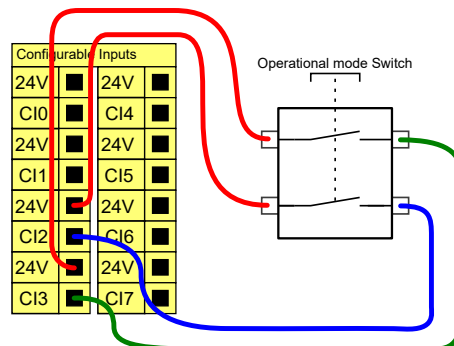 Configurable Inputs
24V 24V
CI0 CI4
24V 24V
CI1 CI5
24V 24V
CI2 CI6
24V 24V
CI3 CI7
Operational mode Switch